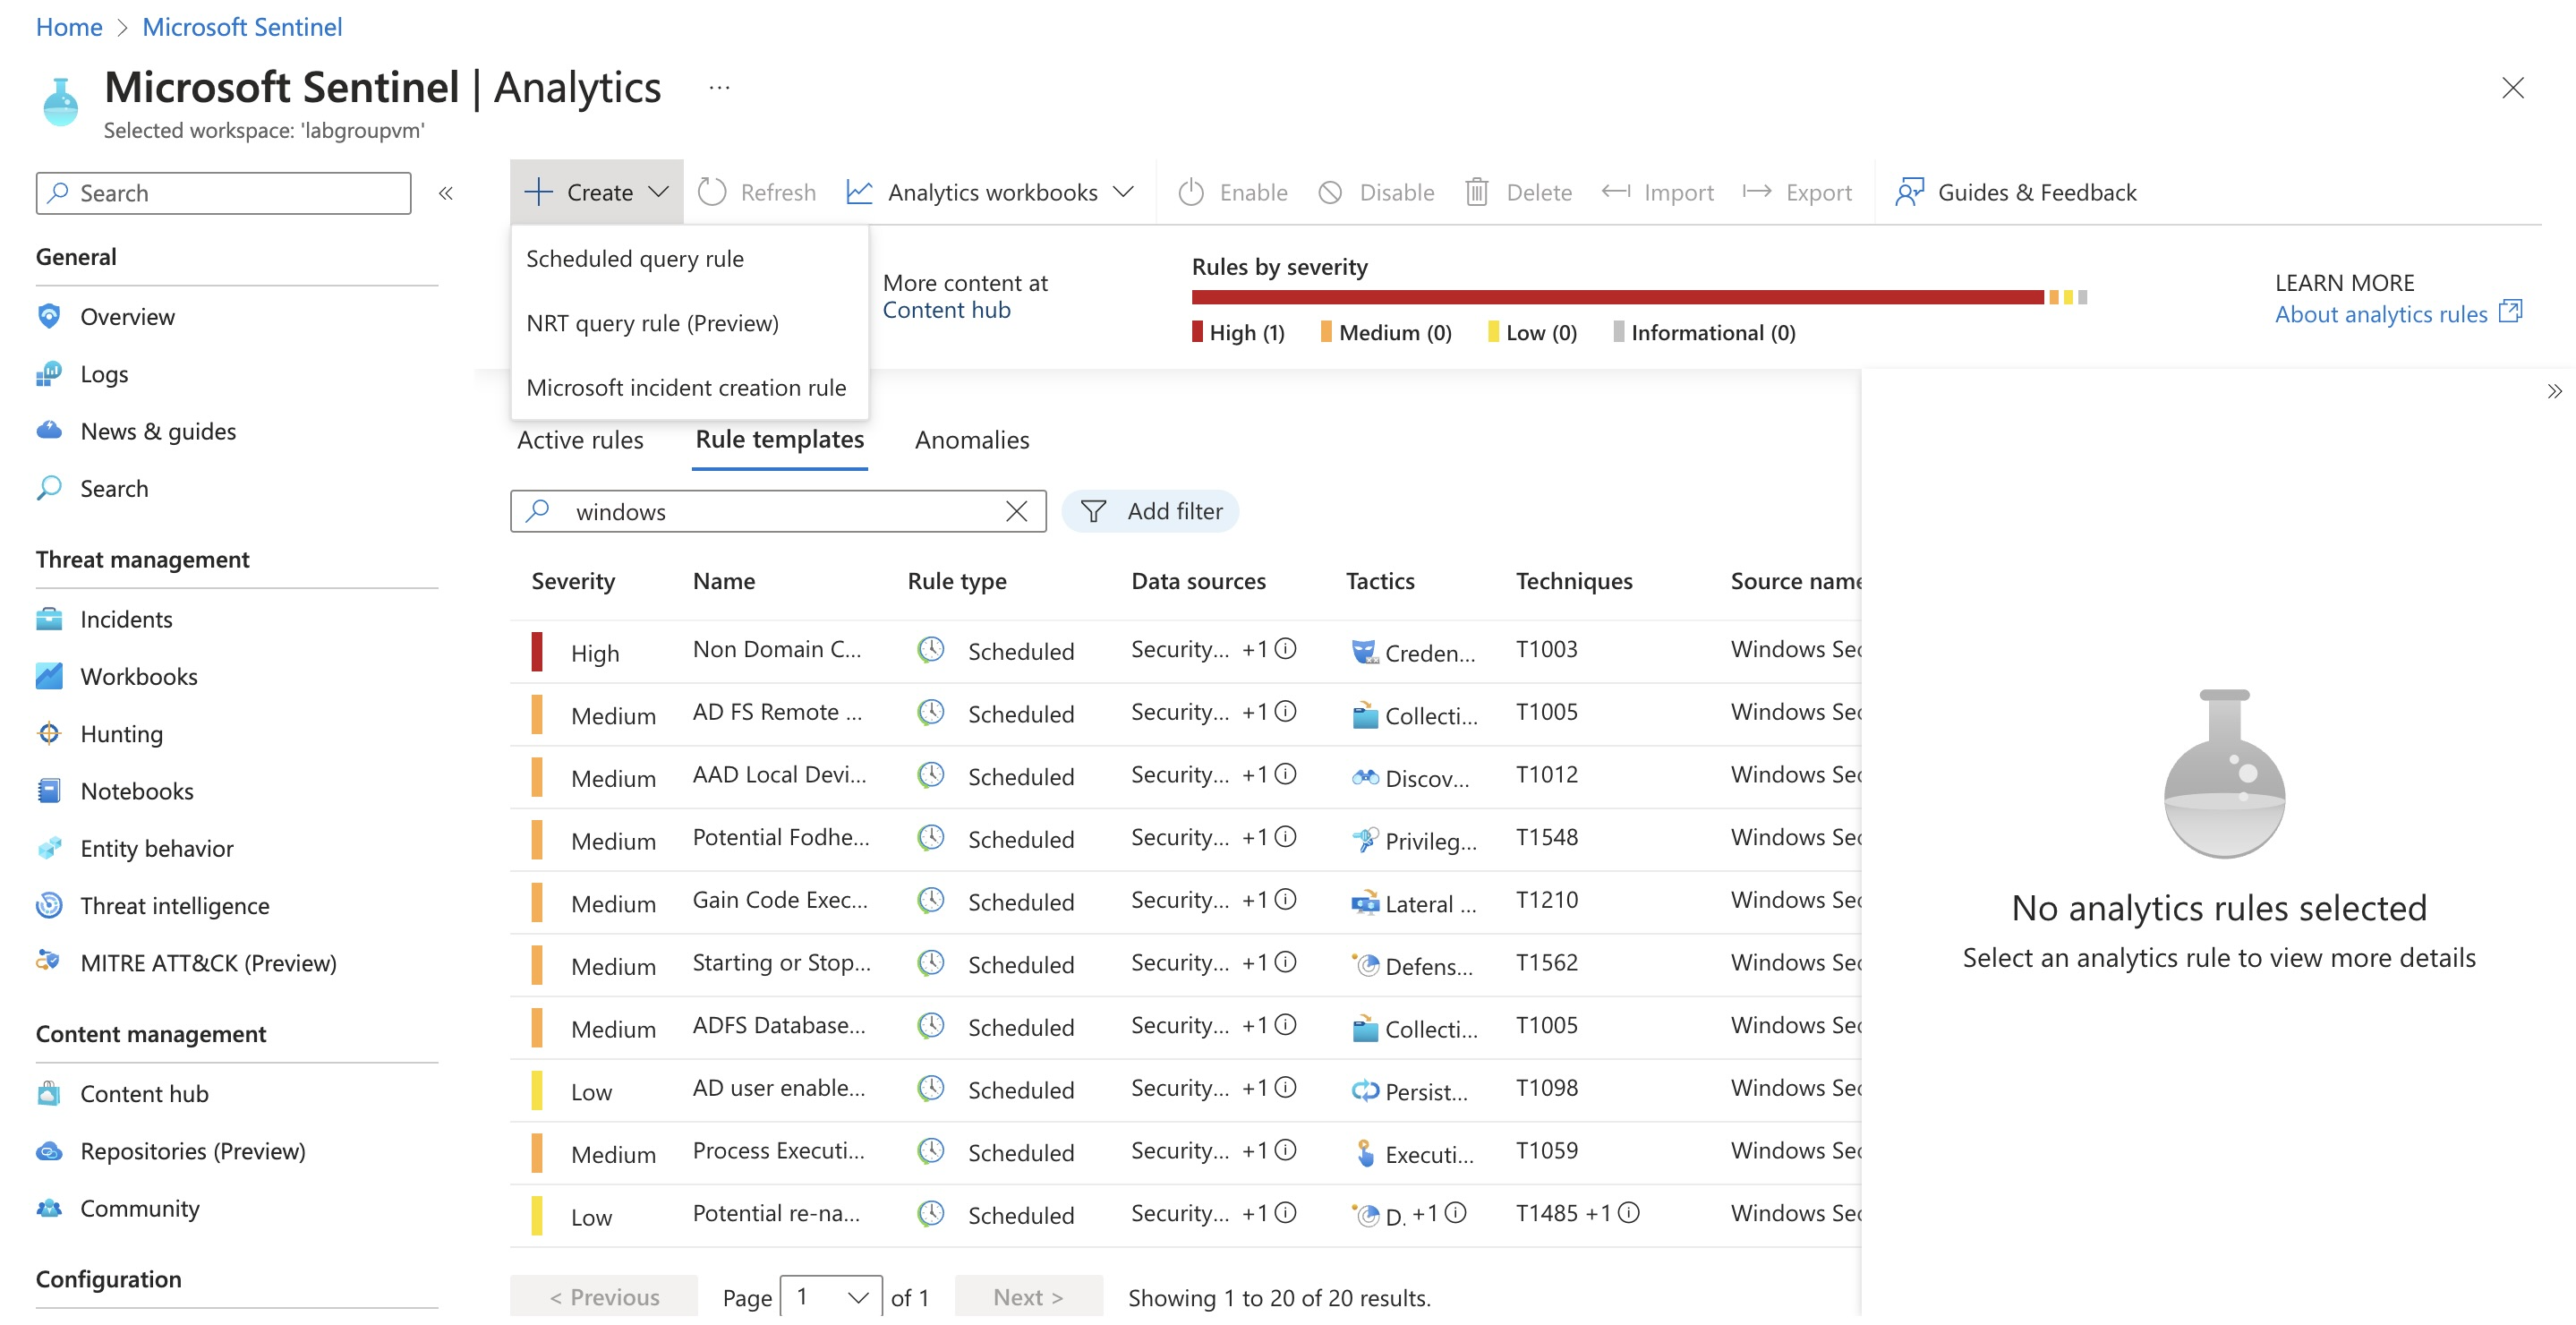 Home > Microsoft Sentinel
Microsoft Sentinel | Analytics ...
Selected workspace: 'labgroupvm'
Search «
General
Overview
Logs
News & guides
Search
Threat management
Incidents
Workbooks
Hunting
Notebooks
Entity behavior
Threat intelligence
MITRE ATT&CK (Preview)
Content management
Content hub
Repositories (Preview)
Community
Configuration
Create Refresh Analytics workbooks Enable Disable Delete Import Export Guides & Feedback
Scheduled query rule
NRT query rule (Preview)
Microsoft incident creation rule
More content at
Content hub
Rules by severity
High (1) Medium (0) Low (0) Informational (0)
LEARN MORE
About analytics rules
Active rules Rule templates Anomalies
windows Add filter
Severity Name Rule type Data sources Tactics Techniques Source name
High Non Domain C... Scheduled Security... +1 Creden... T1003 Windows Sec
Medium AD FS Remote ... Scheduled Security... +1 Collecti... T1005 Windows Sec
Medium AAD Local Devi... Scheduled Security... +1 Discov... T1012 Windows Sec
Medium Potential Fodhe... Scheduled Security... +1 Privileg... T1548 Windows Sec
Medium Gain Code Exec... Scheduled Security... +1 Lateral ... T1210 Windows Sec
Medium Starting or Stop... Scheduled Security... +1 Defens... T1562 Windows Sec
Medium ADFS Database... Scheduled Security... +1 Collecti... T1005 Windows Sec
Low AD user enable... Scheduled Security... +1 Persist... T1098 Windows Sec
Medium Process Executi... Scheduled Security... +1 Executi... T1059 Windows Sec
Low Potential re-na... Scheduled Security... +1 D. +1 T1485 +1 Windows Sec
< Previous Page 1 of 1 Next > Showing 1 to 20 of 20 results.
»
No analytics rules selected
Select an analytics rule to view more details